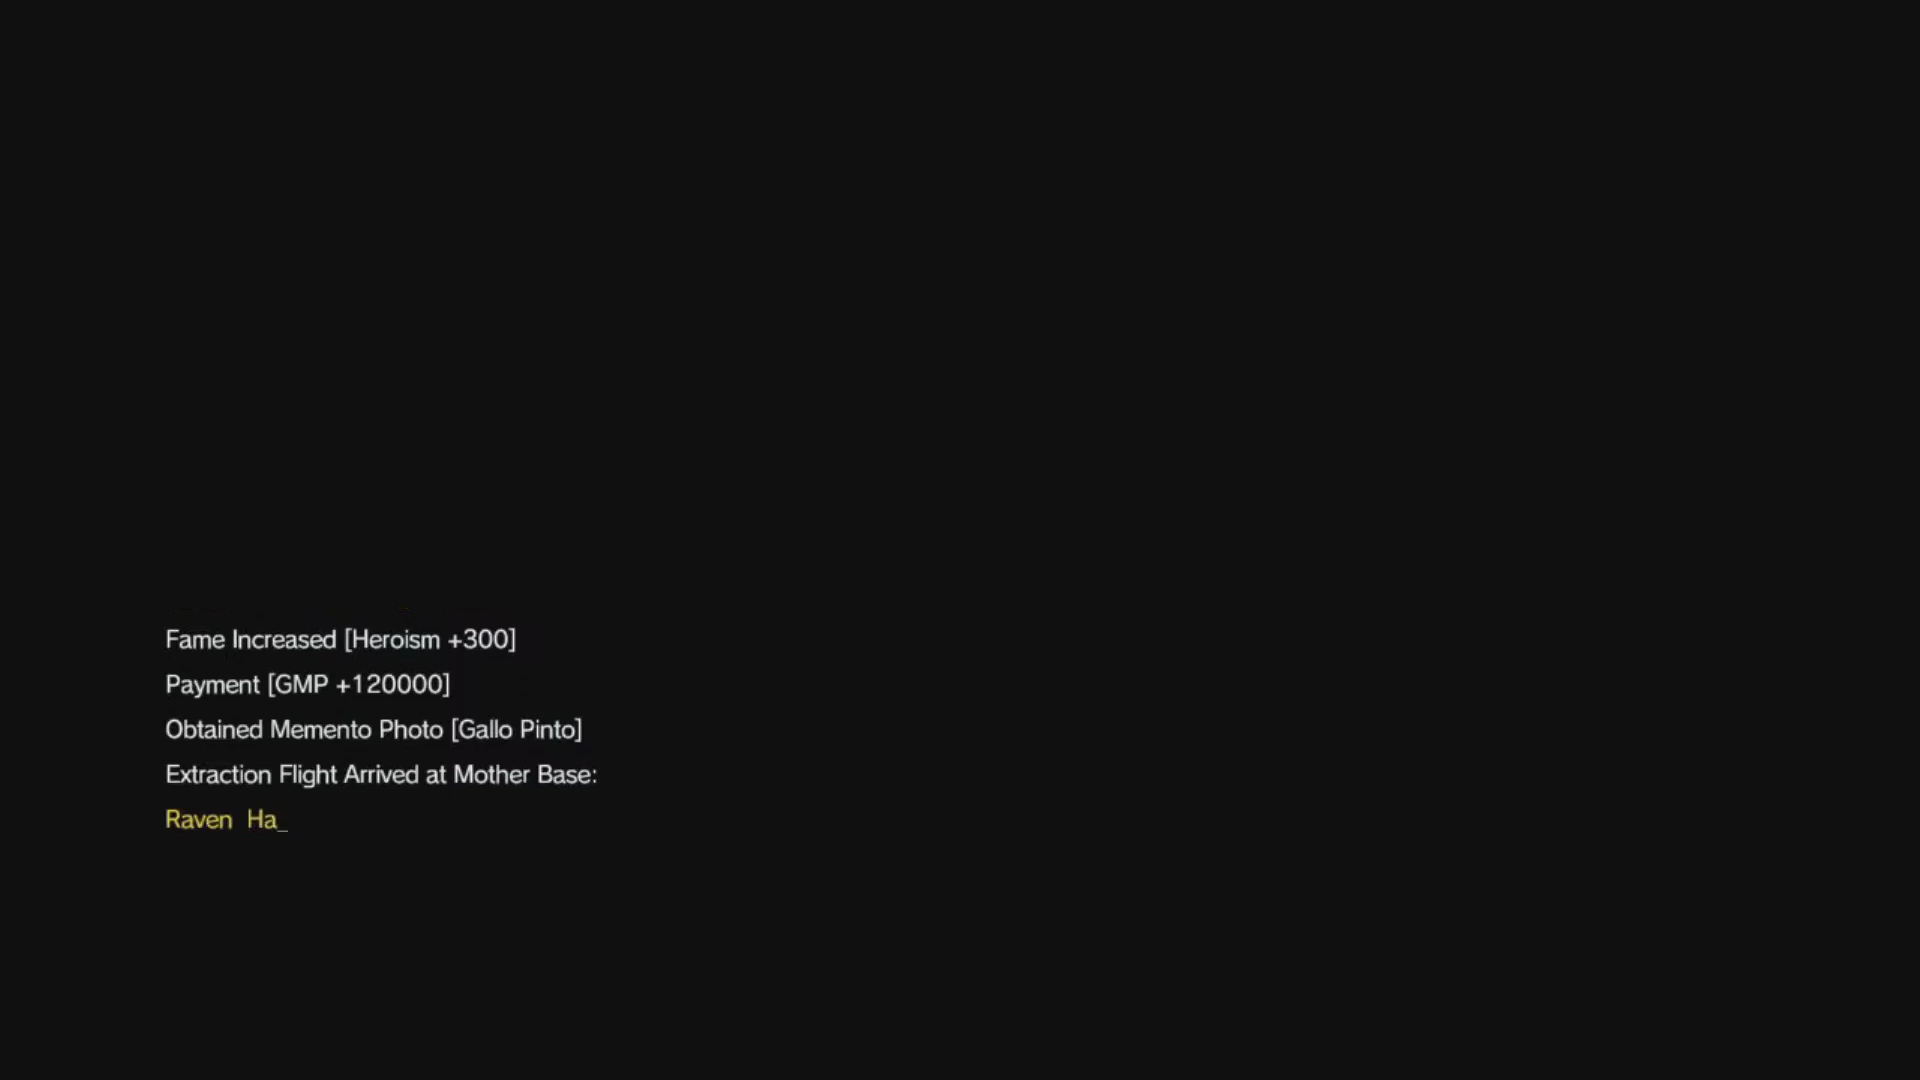 Fame Increased [Heroism +300]
Payment [GMP +120000]
Obtained Memento Photo [Gallo Pinto]
Extraction Flight Arrived at Mother Base:
Raven Ha_